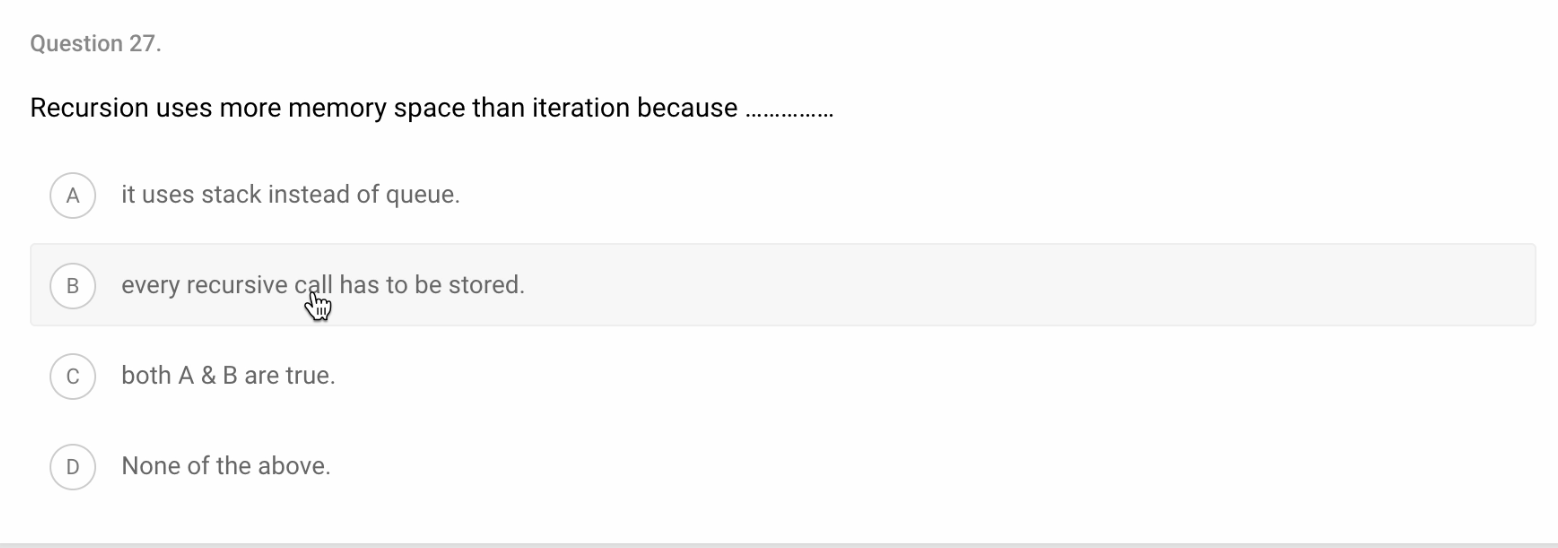 Question 27.
Recursion uses more memory space than iteration because ...............
A it uses stack instead of queue.
B every recursive call has to be stored.
C both A & B are true.
D None of the above.